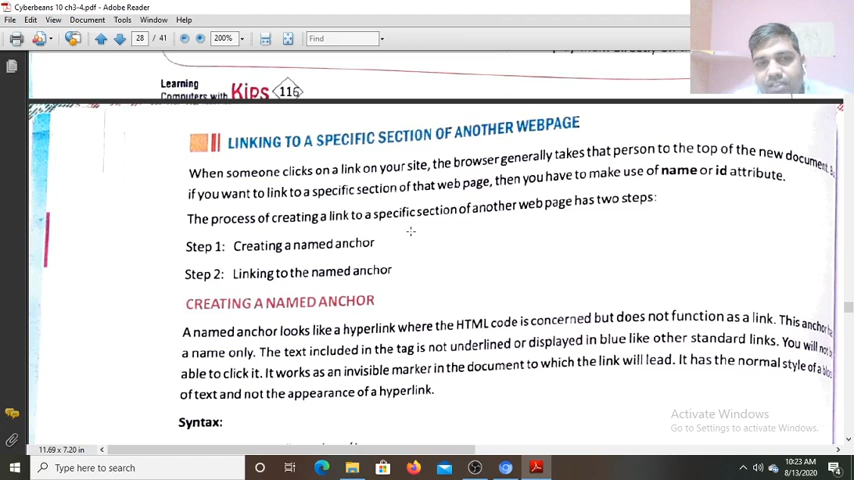 Cyberbeans 10 ch3-4.pdf - Adobe Reader
File Edit View Document Tools Window Help
28 / 41 200% Find
Learning
Computers with Kips 116
LINKING TO A SPECIFIC SECTION OF ANOTHER WEBPAGE
When someone clicks on a link on your site, the browser generally takes that person to the top of the new document.
if you want to link to a specific section of that web page, then you have to make use of name or id attribute.
The process of creating a link to a specific section of another web page has two steps:
Step 1: Creating a named anchor
Step 2: Linking to the named anchor
CREATING A NAMED ANCHOR
A named anchor looks like a hyperlink where the HTML code is concerned but does not function as a link. This anchor
a name only. The text included in the tag is not underlined or displayed in blue like other standard links. You will not
able to click it. It works as an invisible marker in the document to which the link will lead. It has the normal style of a
of text and not the appearance of a hyperlink.
Syntax:
Activate Windows
Go to Settings to activate Windows.
11.69 x 7.20 in
Type here to search
10:23 AM
8/13/2020
4